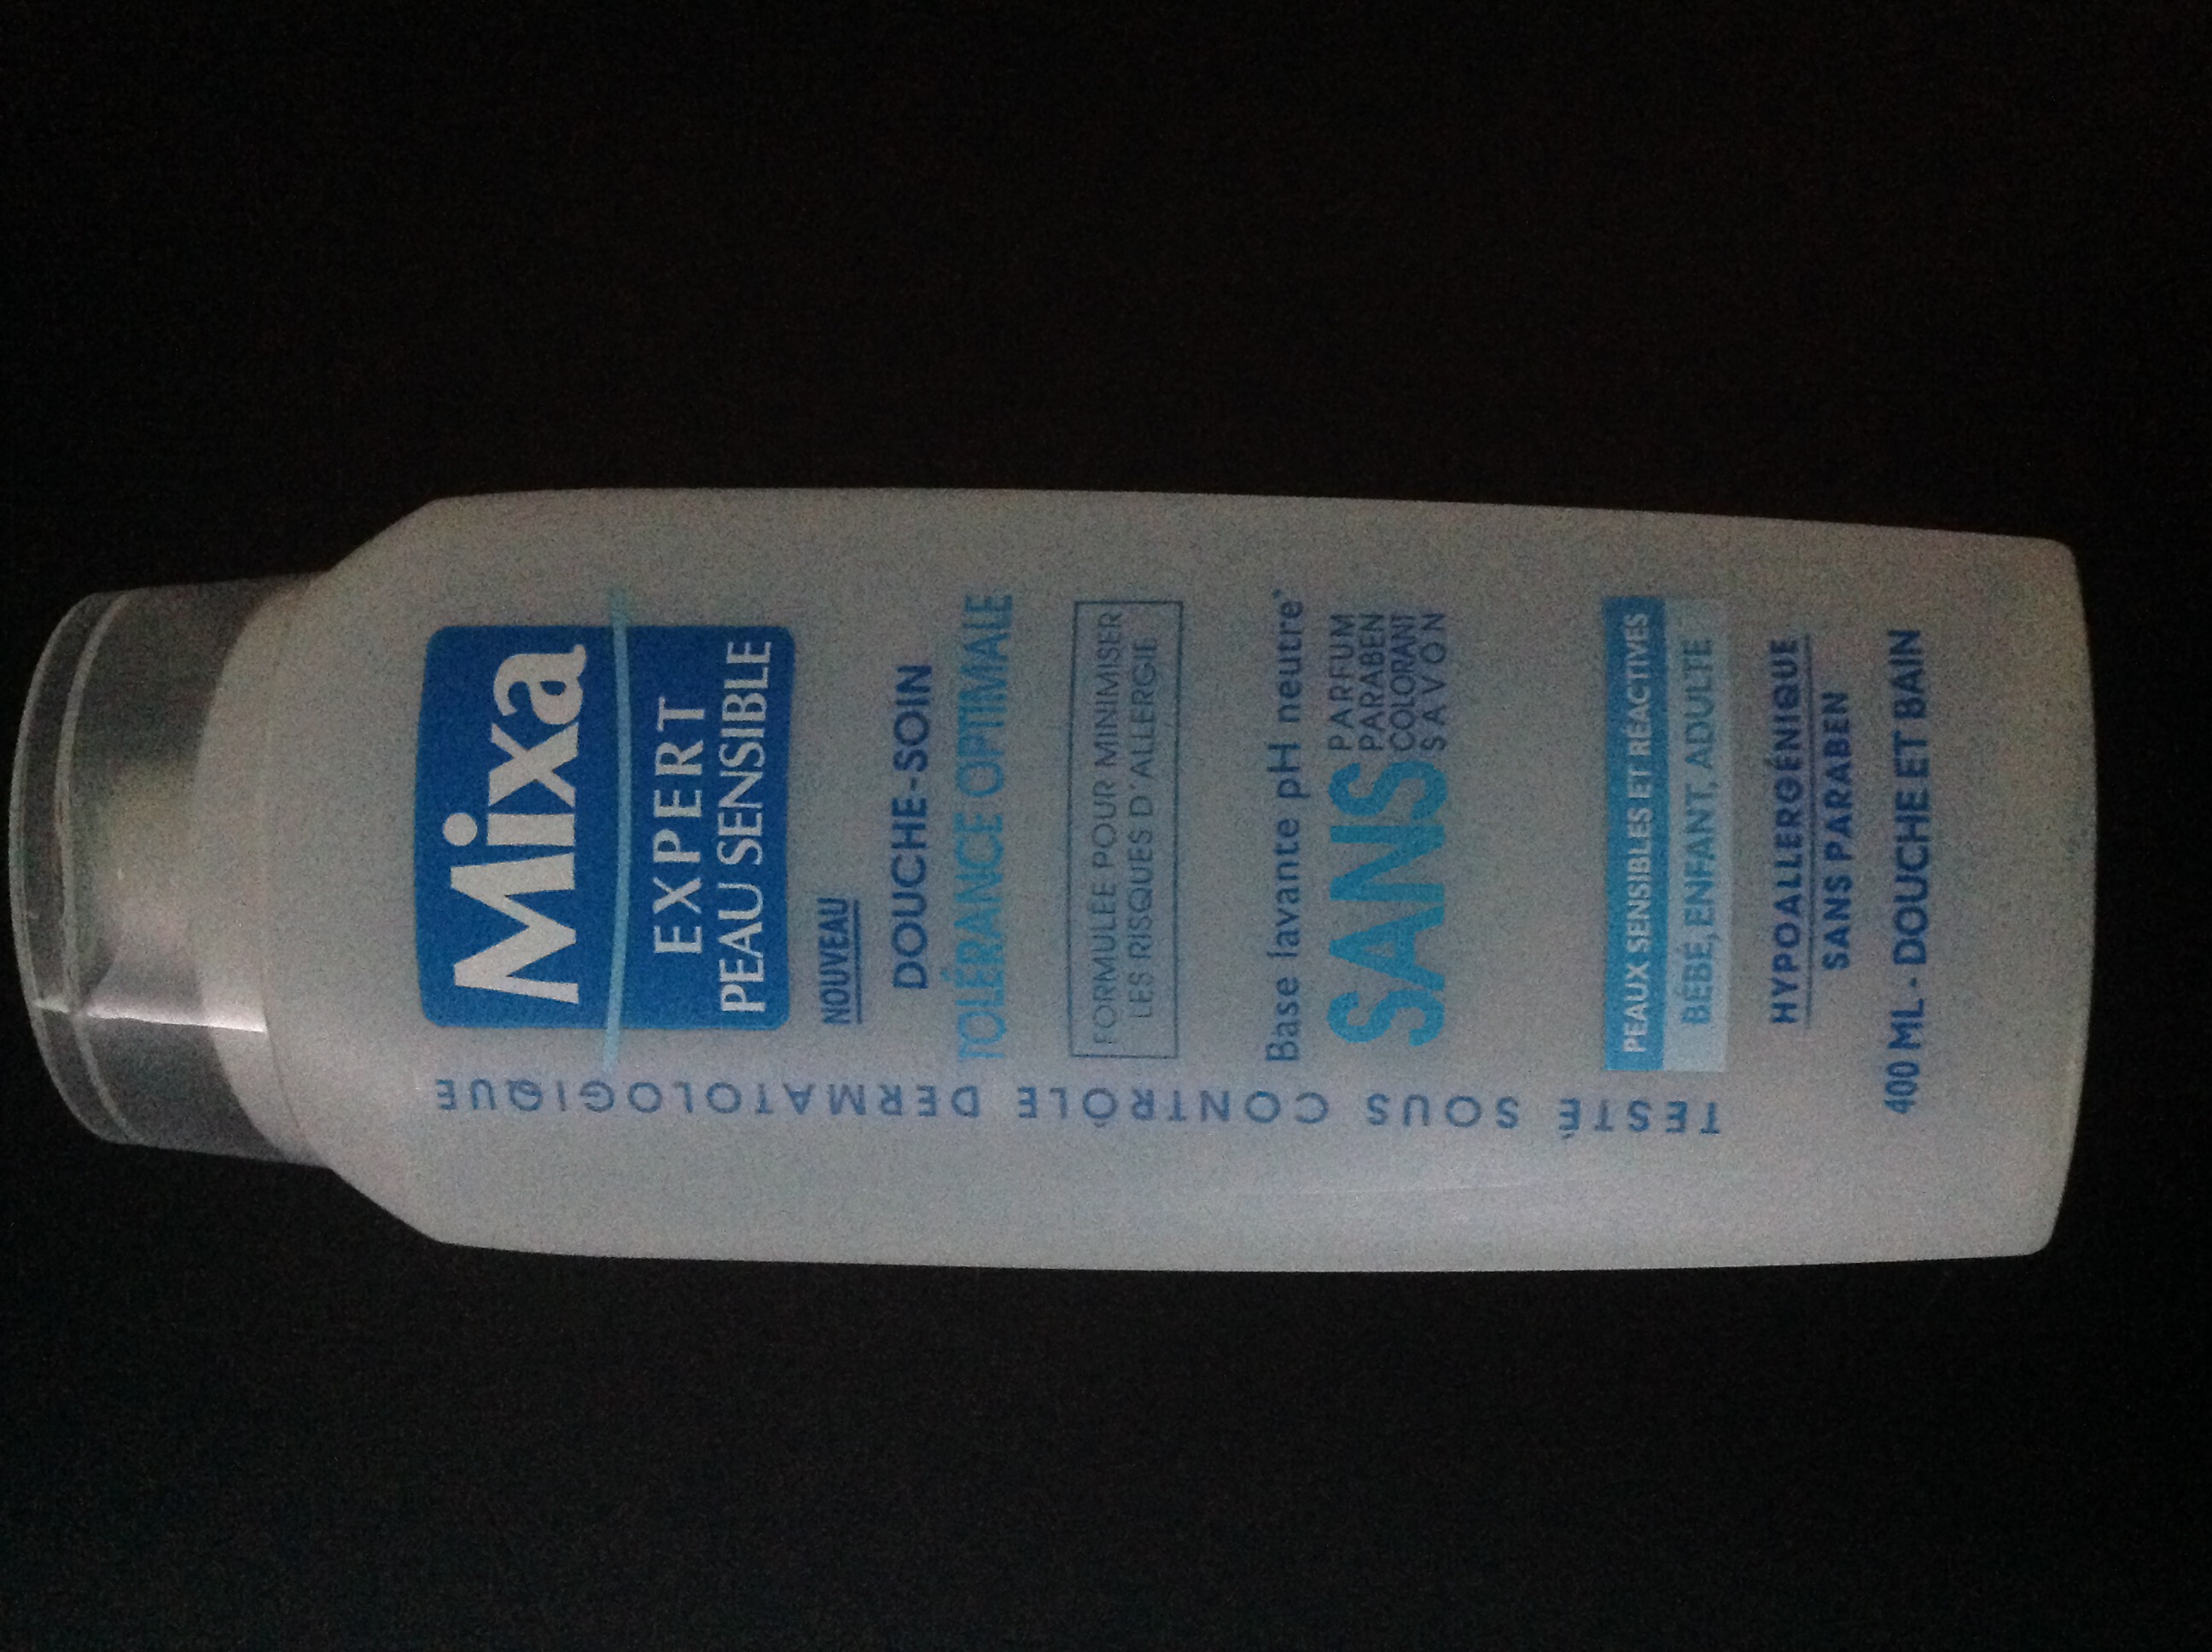 Mixa
EXPERT
PEAU SENSIBLE
NOUVEAU
DOUCHE-SOIN
TOLÉRANCE OPTIMALE
FORMULÉE POUR MINIMISER
LES RISQUES D'ALLERGIE
Base lavante pH neutre*
SANS
PARFUM
PARABEN
COLORANT
SAVON
PEAUX SENSIBLES ET RÉACTIVES
BÉBÉ, ENFANT, ADULTE
HYPOALLERGÉNIQUE
SANS PARABEN
400 ML - DOUCHE ET BAIN
TESTÉ SOUS CONTRÔLE DERMATOLOGIQUE